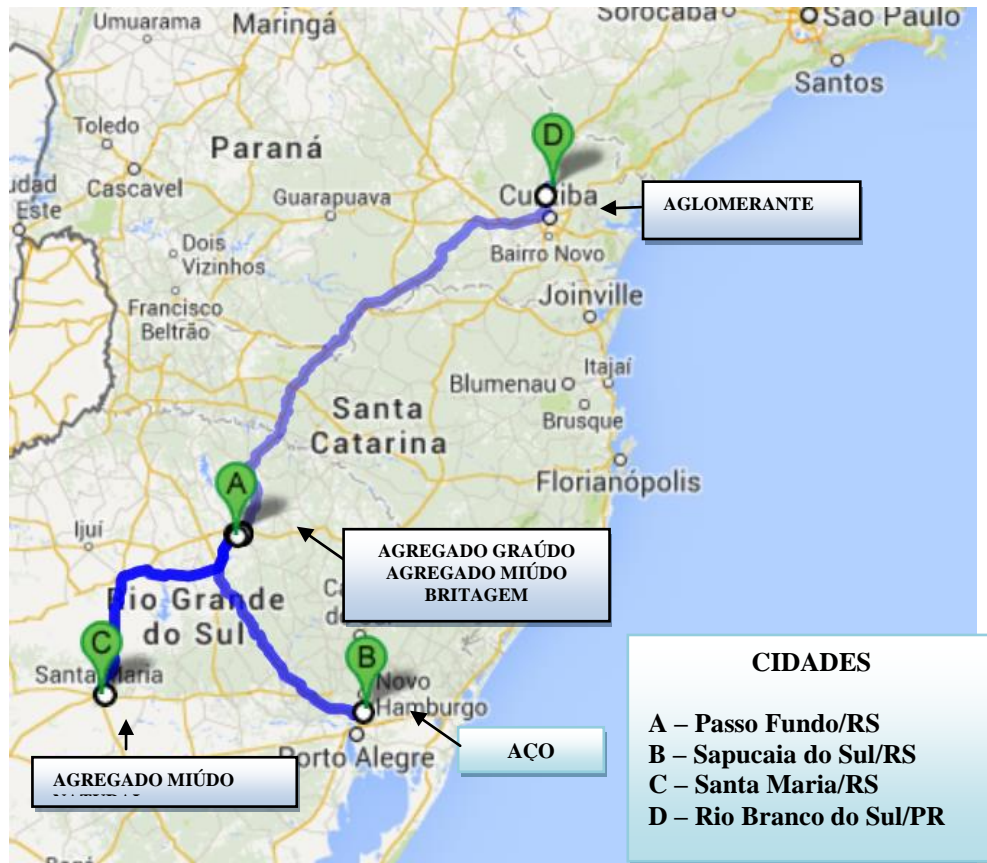 Umuarama
Maringá
Sorocaba
São Paulo
Santos
Toledo
Paraná
Cascavel
Guarapuava
D
Curitiba
AGLOMERANTE
Este
Bairro Novo
Dois
Vizinhos
Joinville
Francisco
Beltrão
Itajaí
Blumenau
Brusque
Santa
Catarina
Florianópolis
A
Ijuí
AGREGADO GRAÚDO
AGREGADO MIÚDO
BRITAGEM
Rio Grande
do Sul
C
B
Santa Maria
Novo
Hamburgo
Porto Alegre
AÇO
AGREGADO MIÚDO
CIDADES
A – Passo Fundo/RS
B – Sapucaia do Sul/RS
C – Santa Maria/RS
D – Rio Branco do Sul/PR